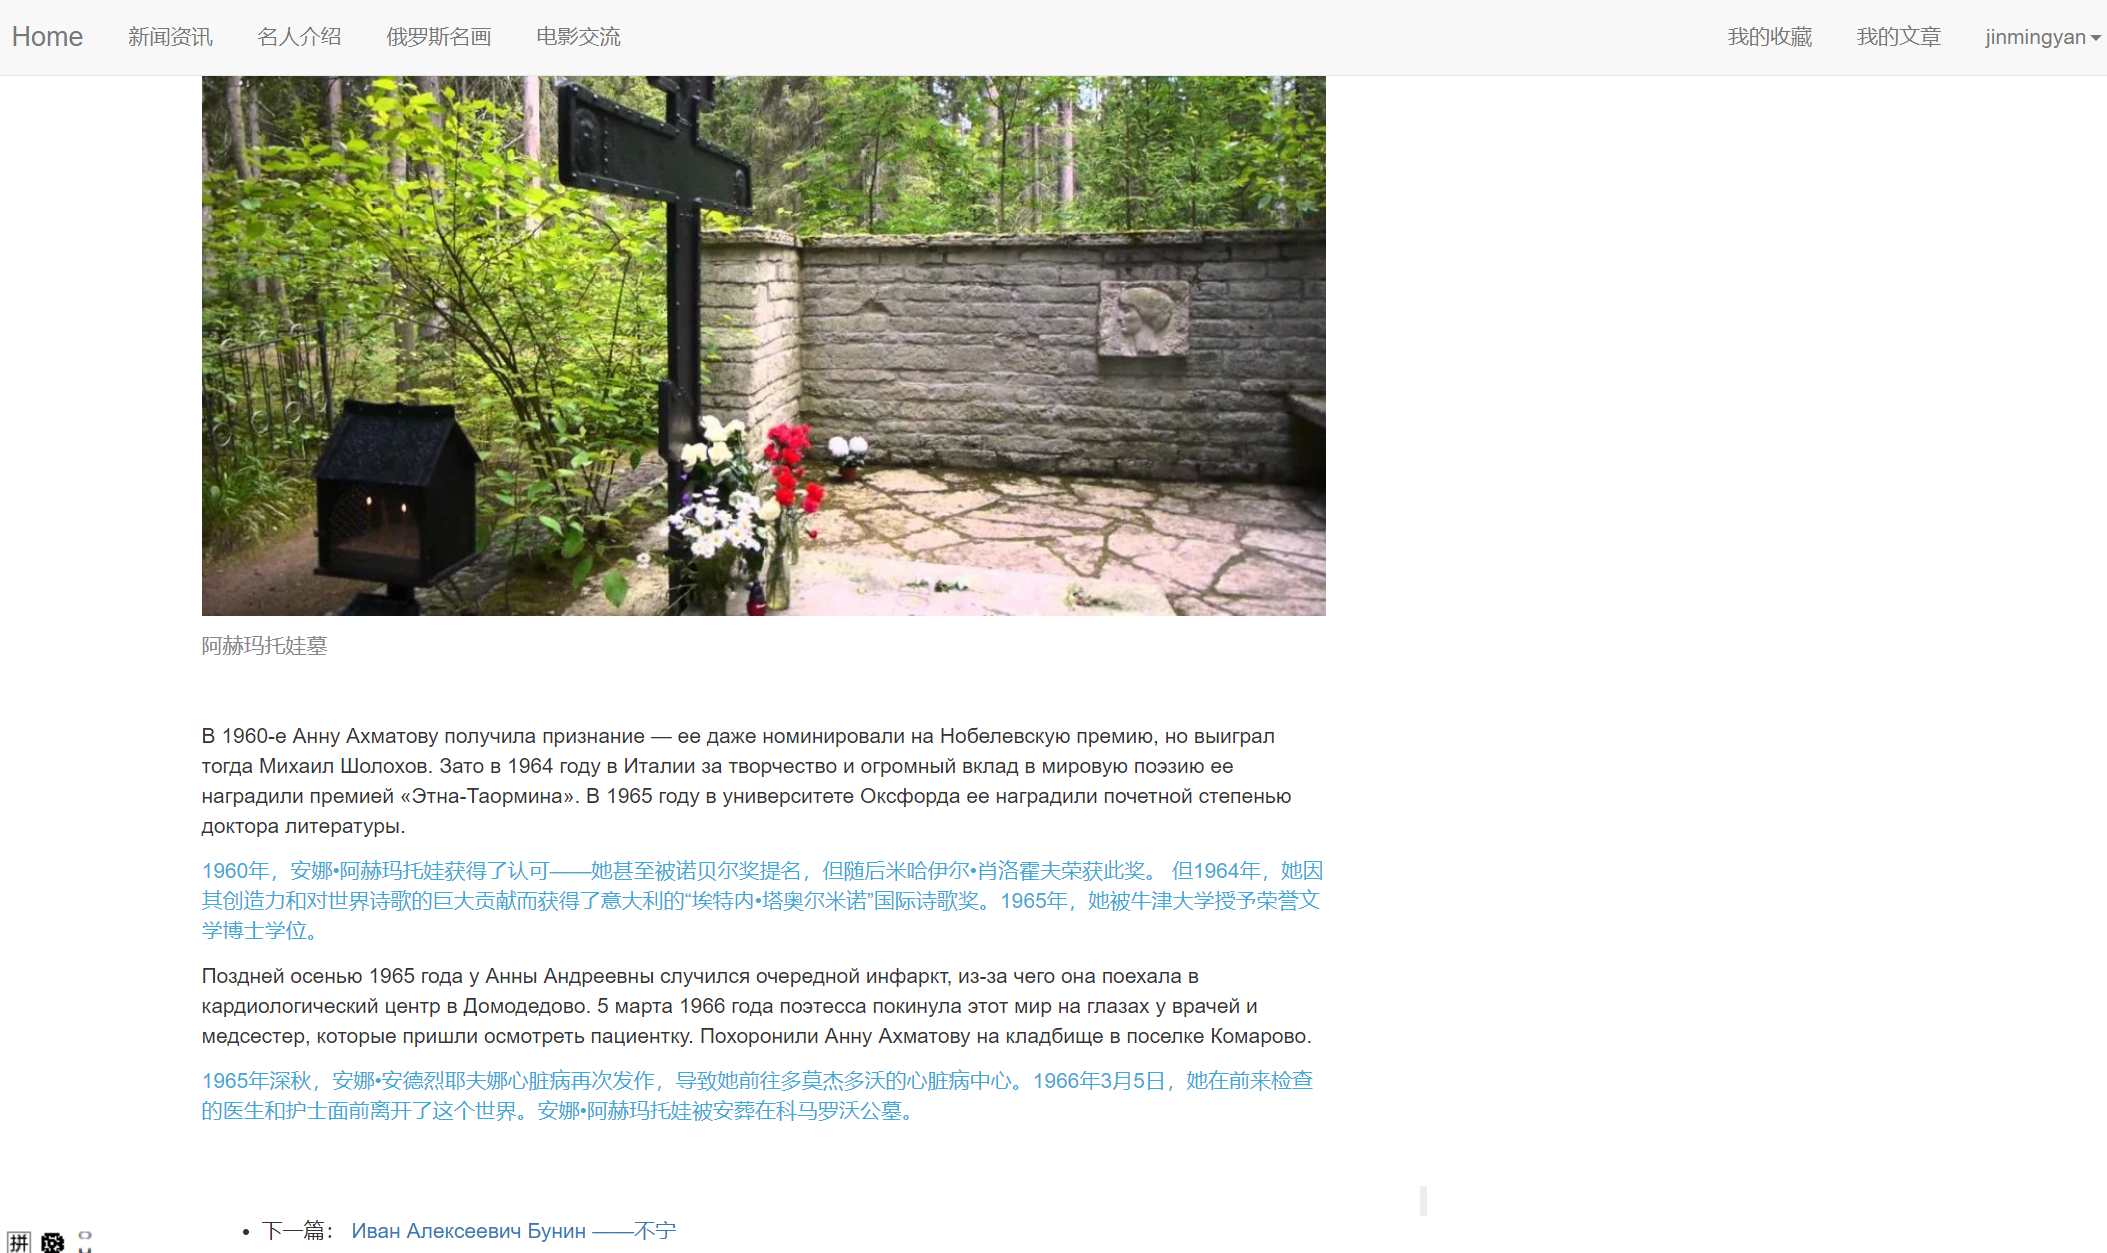 Home 新闻资讯 名人介绍 俄罗斯名画 电影交流 我的收藏 我的文章 jinmingyan
阿赫玛托娃墓
В 1960-е Анну Ахматову получила признание — ее даже номинировали на Нобелевскую премию, но выиграл
тогда Михаил Шолохов. Зато в 1964 году в Италии за творчество и огромный вклад в мировую поэзию ее
наградили премией «Этна-Таормина». В 1965 году в университете Оксфорда ее наградили почетной степенью
доктора литературы.
1960年，安娜•阿赫玛托娃获得了认可——她甚至被诺贝尔奖提名，但随后米哈伊尔•肖洛霍夫荣获此奖。 但1964年，她因
其创造力和对世界诗歌的巨大贡献而获得了意大利的“埃特内•塔奥尔米诺”国际诗歌奖。1965年，她被牛津大学授予荣誉文
学博士学位。
Поздней осенью 1965 года у Анны Андреевны случился очередной инфаркт, из-за чего она поехала в
кардиологический центр в Домодедово. 5 марта 1966 года поэтесса покинула этот мир на глазах у врачей и
медсестер, которые пришли осмотреть пациентку. Похоронили Анну Ахматову на кладбище в поселке Комарово.
1965年深秋，安娜•安德烈耶夫娜心脏病再次发作，导致她前往多莫杰多沃的心脏病中心。1966年3月5日，她在前来检查
的医生和护士面前离开了这个世界。安娜•阿赫玛托娃被安葬在科马罗沃公墓。
• 下一篇： Иван Алексеевич Бунин ——不宁
拼